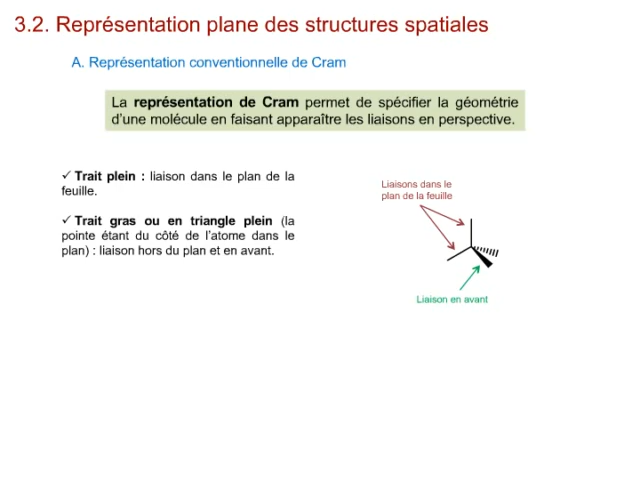 3.2. Représentation plane des structures spatiales
A. Représentation conventionnelle de Cram
La représentation de Cram permet de spécifier la géométrie
d'une molécule en faisant apparaître les liaisons en perspective.
✓ Trait plein : liaison dans le plan de la
feuille.
✓ Trait gras ou en triangle plein (la
pointe étant du côté de l'atome dans le
plan) : liaison hors du plan et en avant.
Liaisons dans le
plan de la feuille
Liaison en avant